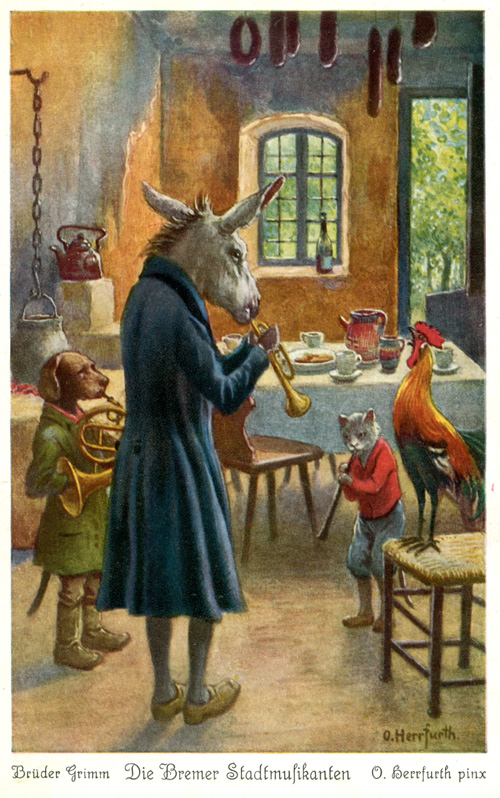 O. Herrfurth.
Brüder Grimm Die Bremer Stadtmuſikanten O. Herrfurth pinx